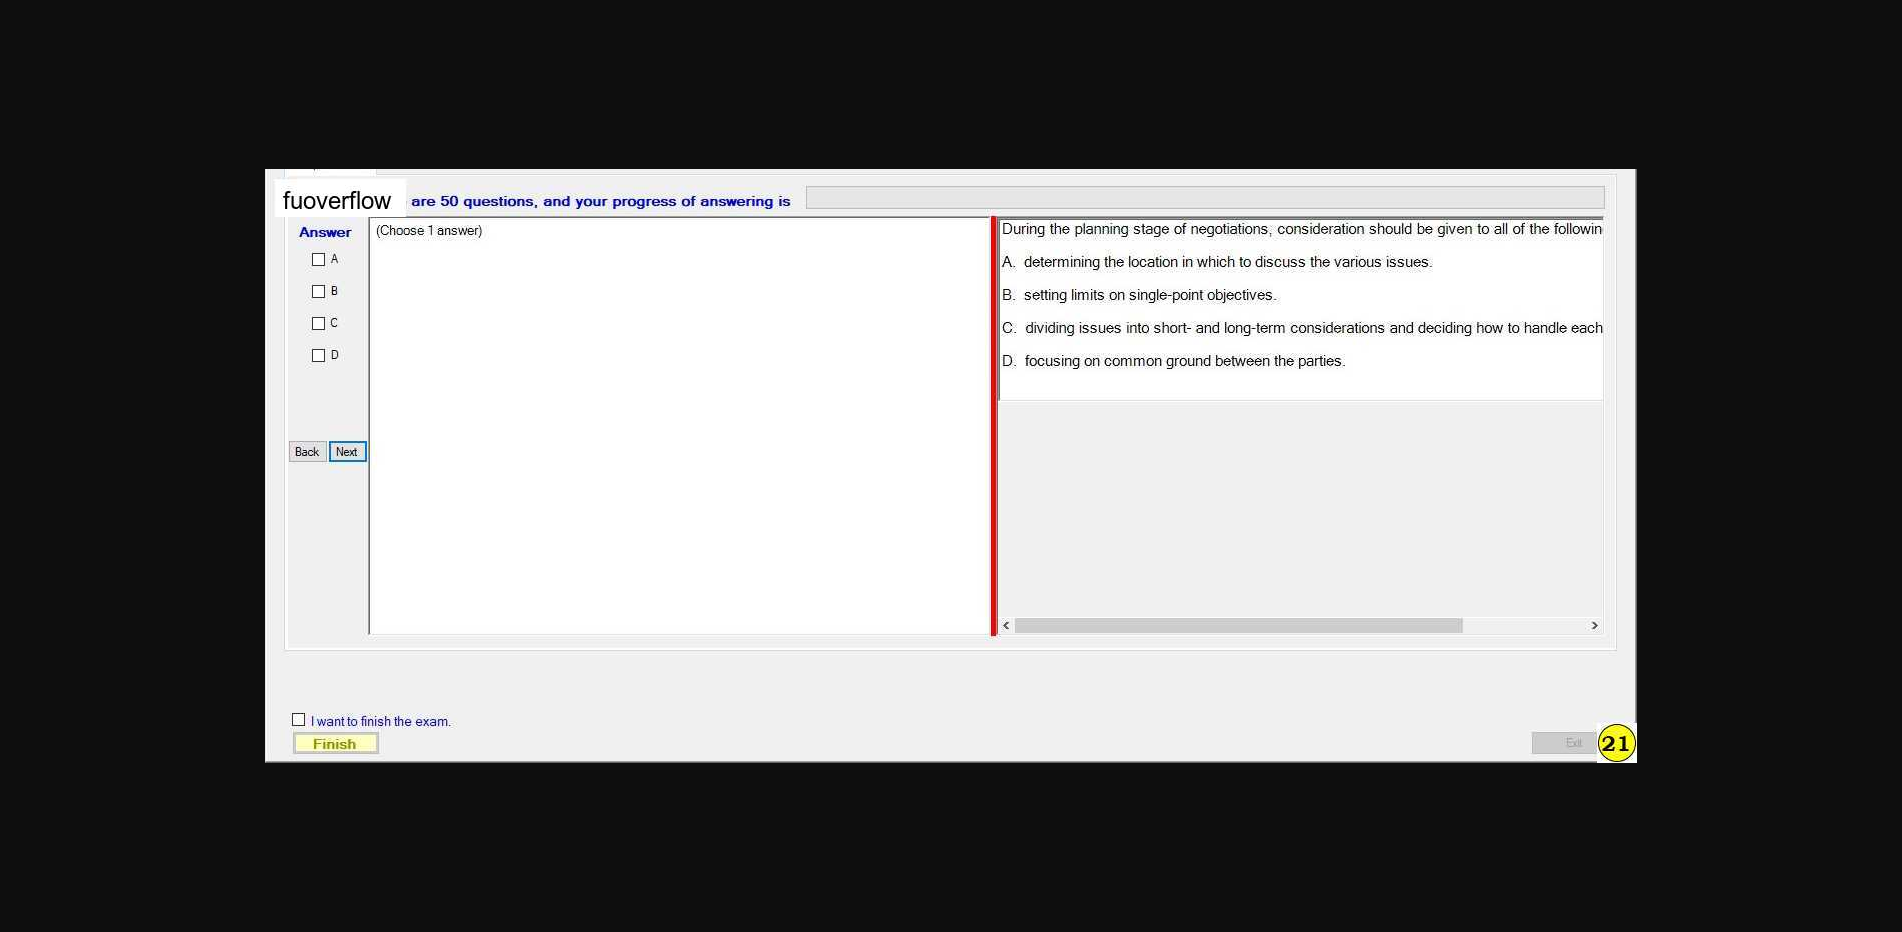 fuoverflow are 50 questions, and your progress of answering is
Answer
A
B
C
D
Back Next
(Choose 1 answer)
During the planning stage of negotiations, consideration should be given to all of the
A. determining the location in which to discuss the various issues.
B. setting limits on single-point objectives.
C. dividing issues into short- and long-term considerations and deciding how to handle each
D. focusing on common ground between the parties.
I want to finish the exam.
Finish
Exit
21